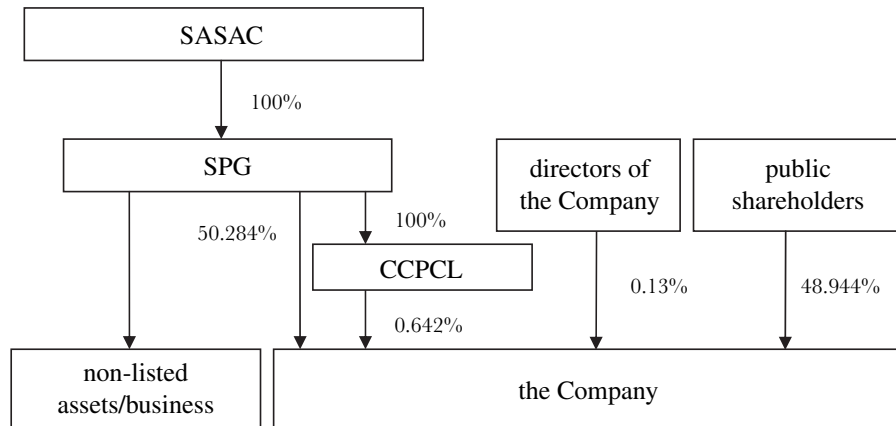 SASAC
100%
SPG
directors of
the Company
public
shareholders
50.284%
100%
CCPCL
0.13%
48.944%
0.642%
non-listed
assets/business
the Company